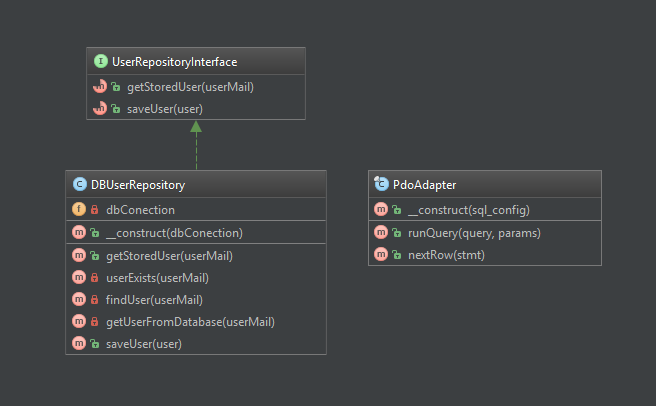 UserRepositoryInterface
getStoredUser(userMail)
saveUser(user)
DBUserRepository
dbConection
__construct(dbConection)
getStoredUser(userMail)
userExists(userMail)
findUser(userMail)
getUserFromDatabase(userMail)
saveUser(user)
PdoAdapter
__construct(sql_config)
runQuery(query, params)
nextRow(stmt)